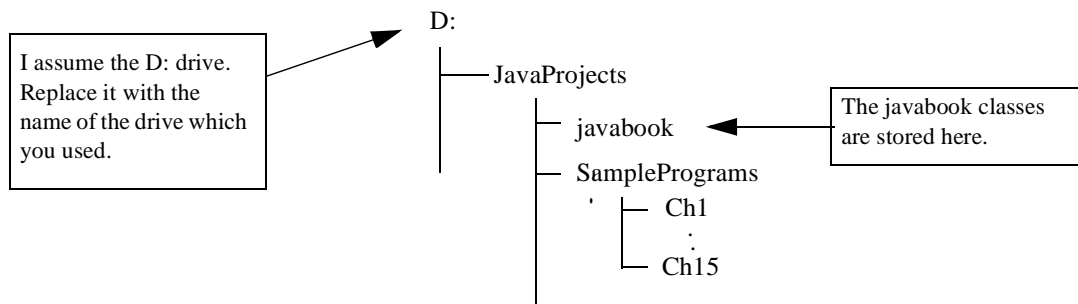 D:
I assume the D: drive.
Replace it with the
name of the drive which
you used.
JavaProjects
javabook
The javabook classes
are stored here.
SamplePrograms
Ch1
:
Ch15